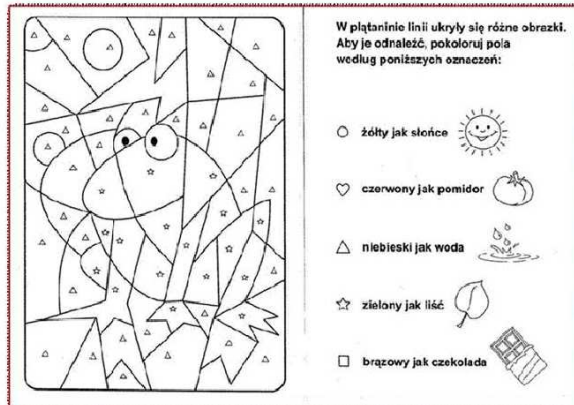 W plątaninie linii ukryły się różne obrazki.
Aby je odnaleźć, pokoloruj pola
według poniższych oznaczeń:
żółty jak słońce
czerwony jak pomidor
niebieski jak woda
zielony jak liść
brązowy jak czekolada